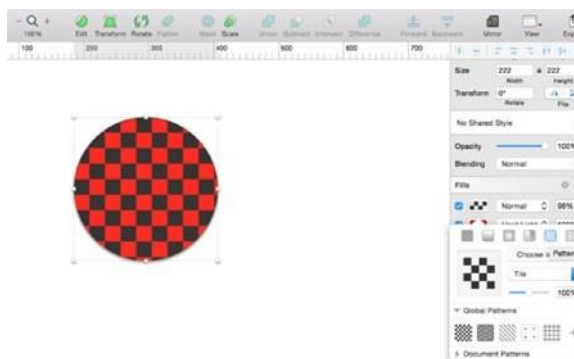 100% Edit Transform Rotate Flatten Mask Scale Union Subtract Intersect Difference Forward Backward Mirror View
100 200 300 400 500 600 700
Size 222 222
Width Height
Transform 0°
Rotate Flip
No Shared Style
Opacity 100%
Blending Normal
Fills
Normal 98%
Choose Pattern
Tile
100%
Global Patterns
Document Patterns